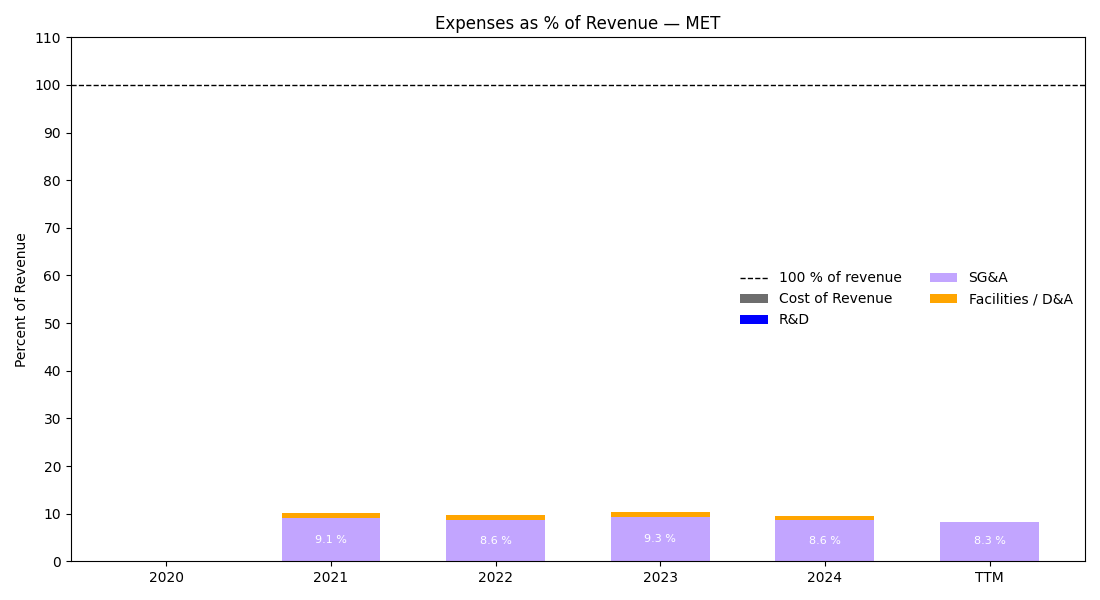 Expenses as % of Revenue — MET
Percent of Revenue
110
100
90
80
70
60
50
40
30
20
10
0
100 % of revenue
Cost of Revenue
R&D
SG&A
Facilities / D&A
9.1 %
8.6 %
9.3 %
8.6 %
8.3 %
2020
2021
2022
2023
2024
TTM